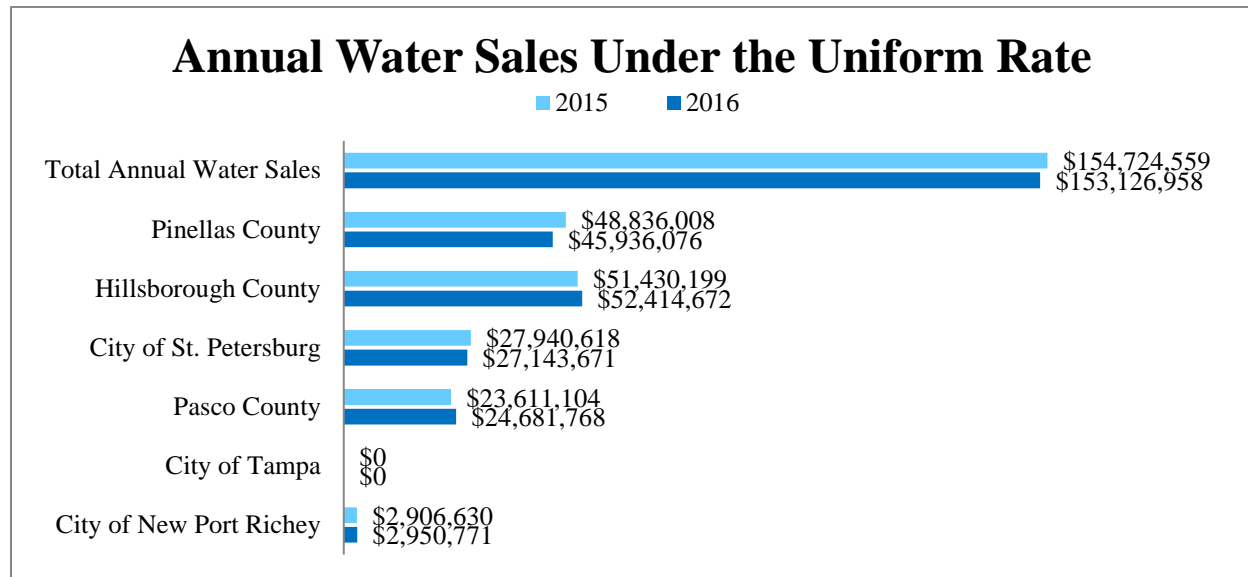 Annual Water Sales Under the Uniform Rate
2015 2016
Total Annual Water Sales
$154,724,559
$153,126,958
Pinellas County
$48,836,008
$45,936,076
Hillsborough County
$51,430,199
$52,414,672
City of St. Petersburg
$27,940,618
$27,143,671
Pasco County
$23,611,104
$24,681,768
City of Tampa
$0
$0
City of New Port Richey
$2,906,630
$2,950,771